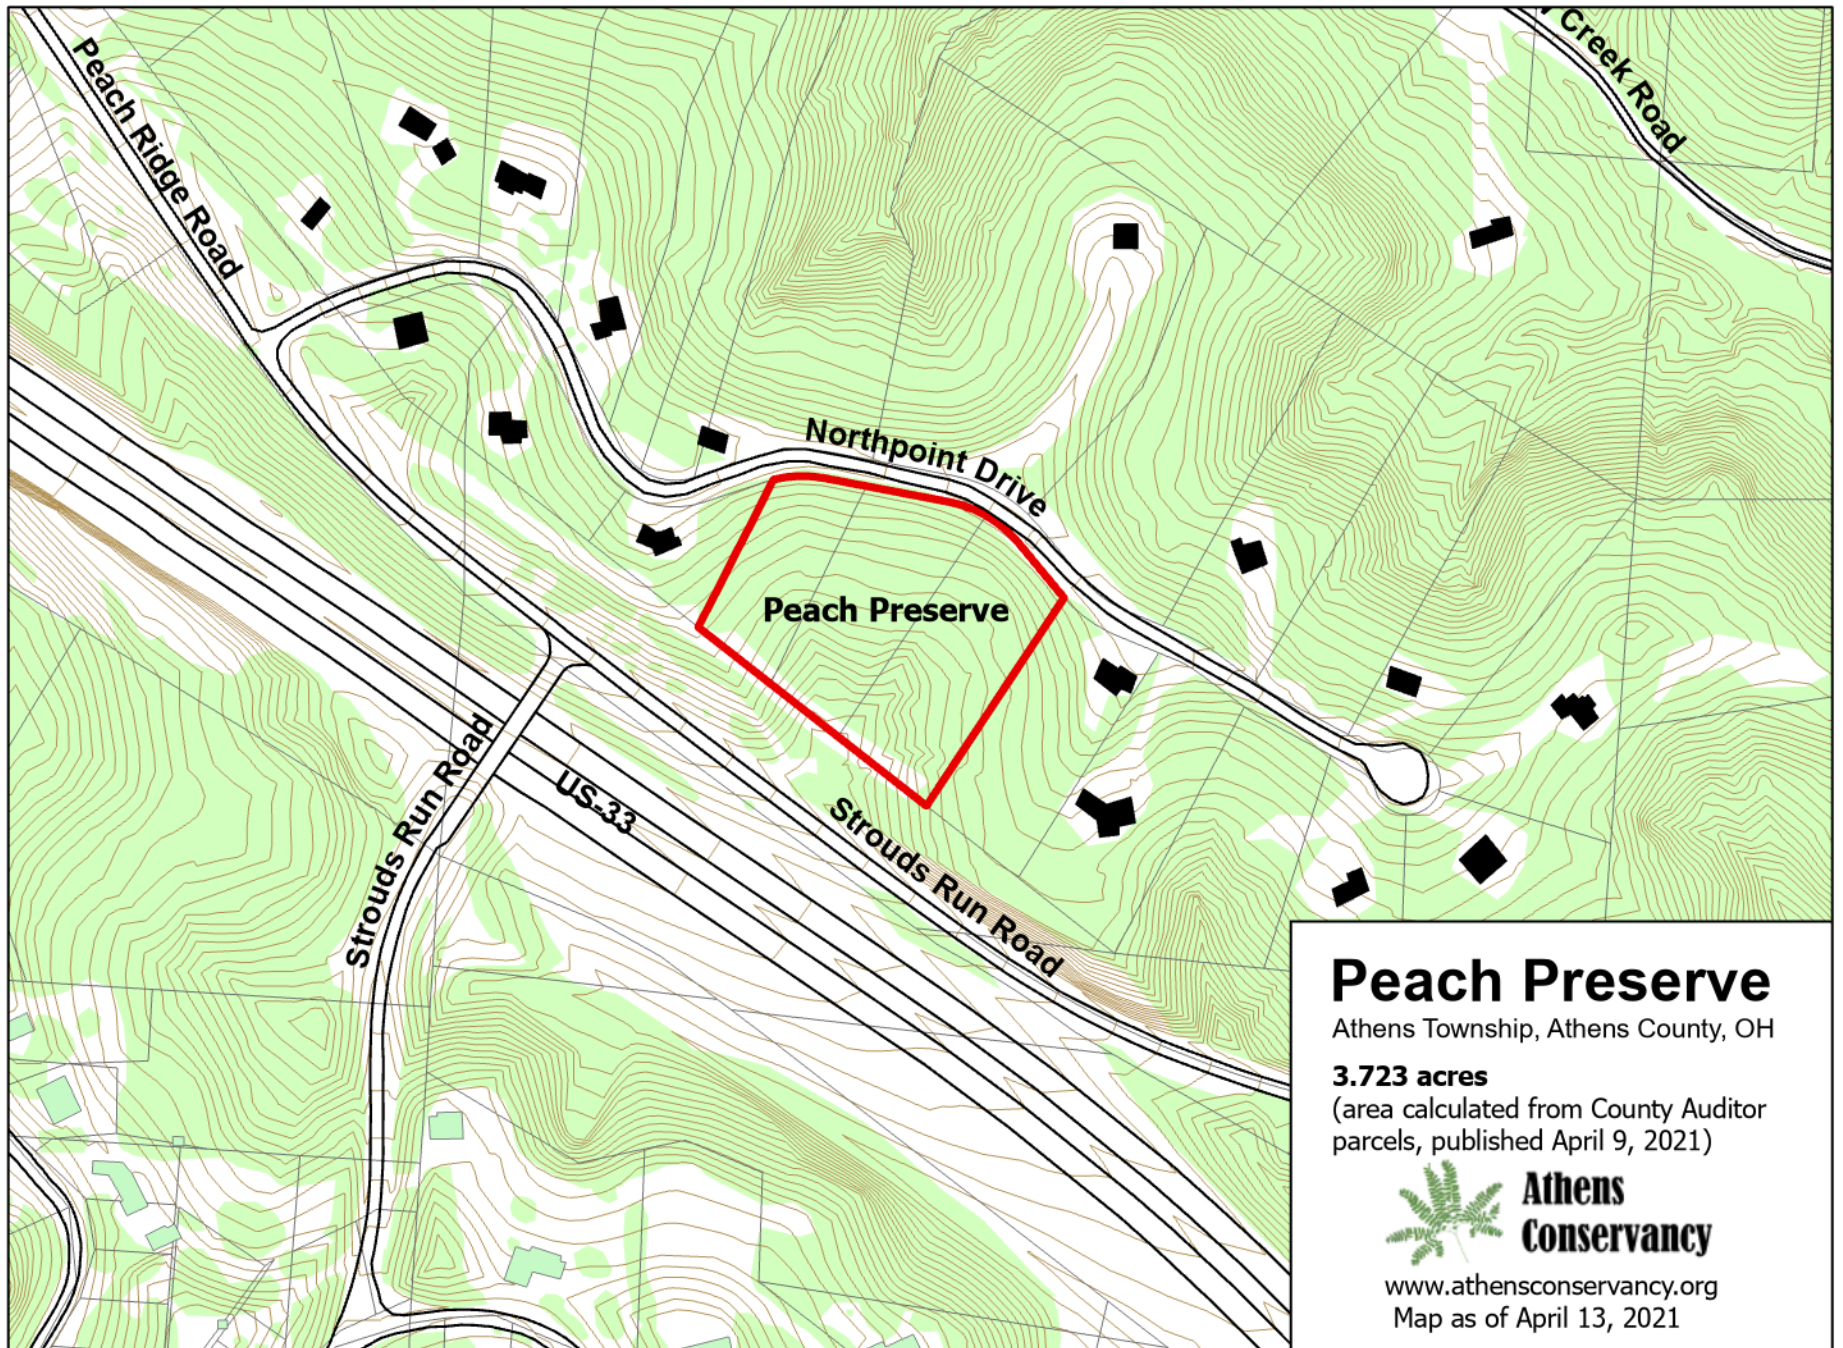 Creek Road
Peach Ridge Road
Northpoint Drive
Peach Preserve
Strouds Run Road
US-33
Strouds Run Road
Peach Preserve
Athens Township, Athens County, OH
3.723 acres
(area calculated from County Auditor
parcels, published April 9, 2021)
Athens
Conservancy
www.athensconservancy.org
Map as of April 13, 2021